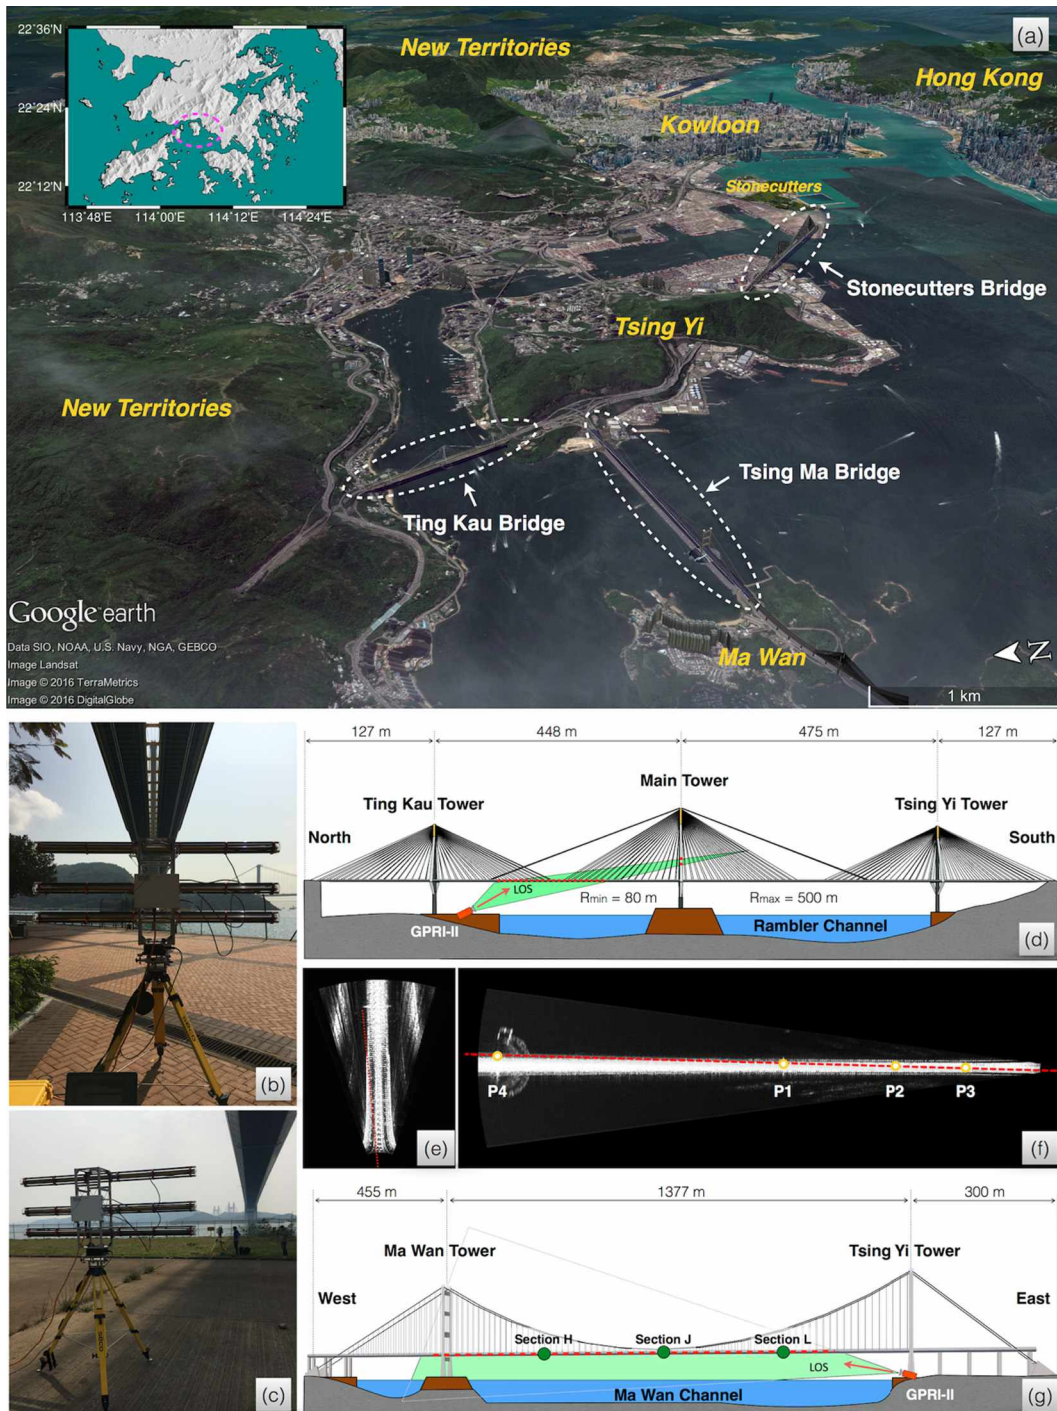 (a)
22°36'N
22°24'N
22°12'N
113°48'E 114°00'E 114°12'E 114°24'E
New Territories
Hong Kong
Kowloon
Stonecutters
Stonecutters Bridge
Tsing Yi
New Territories
Tsing Ma Bridge
Ting Kau Bridge
Google earth
Data SIO, NOAA, U.S. Navy, NGA, GEBCO
Image Landsat
Image © 2016 TerraMetrics
Image © 2016 DigitalGlobe
Ma Wan
N
1 km
(b)
(c)
127 m 448 m 475 m 127 m
Main Tower
Ting Kau Tower Tsing Yi Tower
North South
LOS
Rmin = 80 m Rmax = 500 m
GPRI-II
Rambler Channel
(d)
(e)
P4 P1 P2 P3
(f)
455 m 1377 m 300 m
Ma Wan Tower Tsing Yi Tower
West East
Section H Section J Section L
LOS
Ma Wan Channel
GPRI-II
(g)